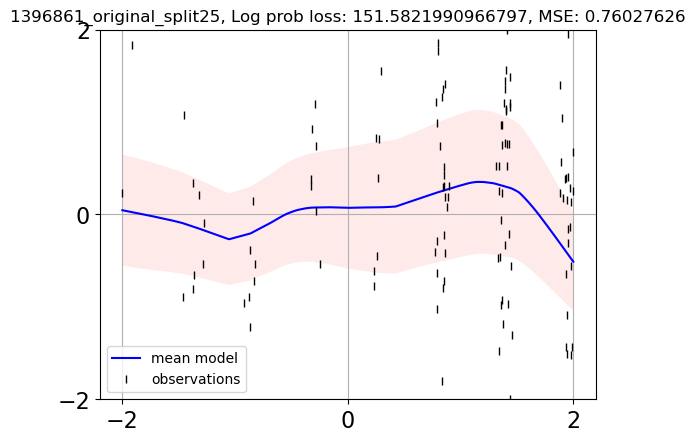 1396861_original_split25, Log prob loss: 151.5821990966797, MSE: 0.76027626
2
0
−2
mean model
observations
−2
0
2